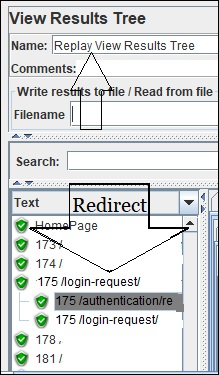 View Results Tree
Name: Replay View Results Tree
Comments:
Write results to file / Read from file
Filename
Search:
Text
Redirect
HomePage
173 /
174 /
175 /login-request/
175 /authentication/re
175 /login-request/
178 /
181 /